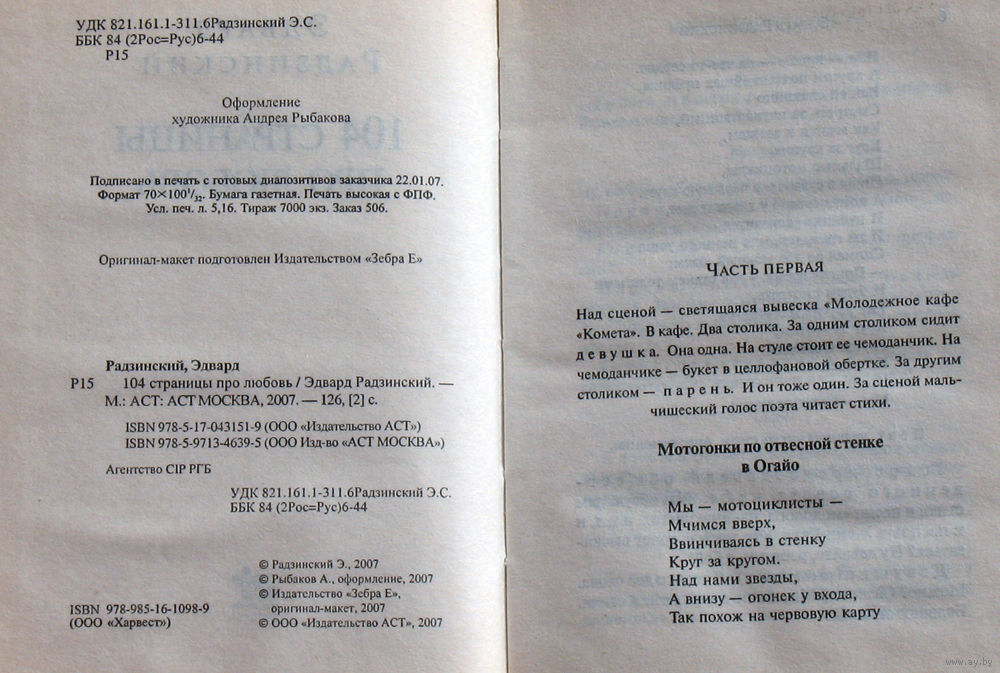 УДК 821.161.1-311.6Радзинский Э.С.
ББК 84 (2Рос=Рус)6-44
Р15
Оформление
художника Андрея Рыбакова
Подписано в печать с готовых диапозитивов заказчика 22.01.07.
Формат 70×100¹/₃₂. Бумага газетная. Печать высокая с ФПФ.
Усл. печ. л. 5,16. Тираж 7000 экз. Заказ 506.
Оригинал-макет подготовлен Издательством «Зебра Е»
Радзинский, Эдвард
Р15 104 страницы про любовь / Эдвард Радзинский. —
М.: АСТ: АСТ МОСКВА, 2007. — 126, [2] с.
ISBN 978-5-17-043151-9 (ООО «Издательство АСТ»)
ISBN 978-5-9713-4639-5 (ООО Изд-во «АСТ МОСКВА»)
Агентство CIP РГБ
УДК 821.161.1-311.6Радзинский Э.С.
ББК 84 (2Рос=Рус)6-44
© Радзинский Э., 2007
© Рыбаков А., оформление, 2007
© Издательство «Зебра Е»,
оригинал-макет, 2007
© ООО «Издательство АСТ», 2007
ISBN 978-985-16-1098-9
(ООО «Харвест»)
Часть первая
Над сценой — светящаяся вывеска «Молодежное кафе
«Комета». В кафе. Два столика. За одним столиком сидит
девушка. Она одна. На стуле стоит ее чемоданчик. На
чемоданчике — букет в целлофановой обертке. За другим
столиком — парень. И он тоже один. За сценой маль-
чишеский голос поэта читает стихи.
Мотогонки по отвесной стенке
в Огайо
Мы — мотоциклисты —
Мчимся вверх,
Ввинчиваясь в стенку
Круг за кругом.
Над нами звезды,
А внизу — огонек у входа,
Так похож на червовую карту
www.ay.by